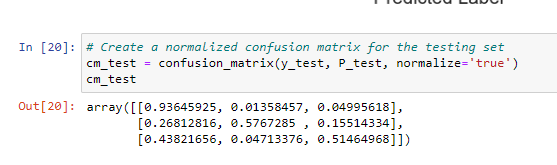 Predicted Label
In [20]: # Create a normalized confusion matrix for the testing set
cm_test = confusion_matrix(y_test, P_test, normalize='true')
cm_test
Out[20]: array([[0.93645925, 0.01358457, 0.04995618],
[0.26812816, 0.5767285 , 0.15514334],
[0.43821656, 0.04713376, 0.51464968]])